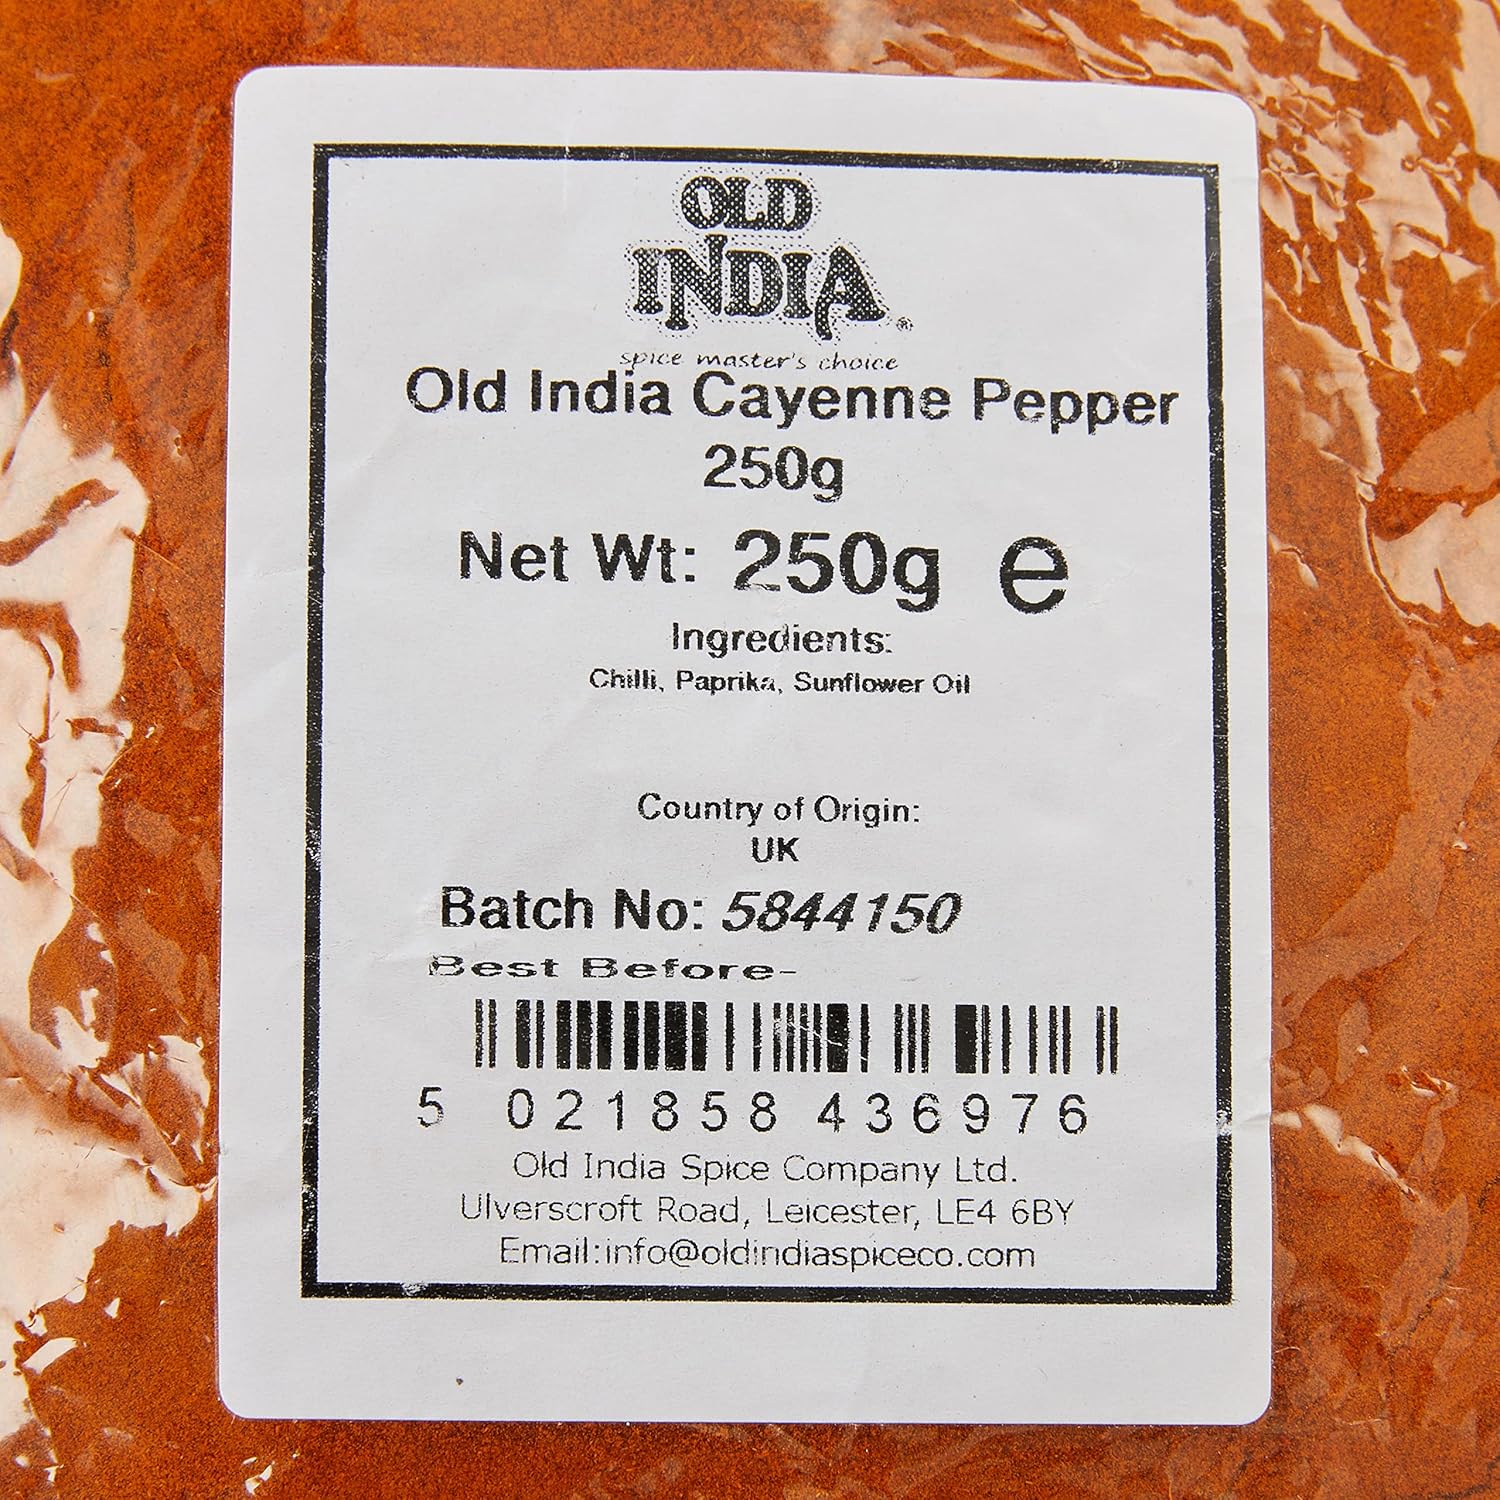 OLD
INDIA®
spice master's choice
Old India Cayenne Pepper
250g
Net Wt: 250g e
Ingredients:
Chilli, Paprika, Sunflower Oil
Country of Origin:
UK
Batch No: 5844150
Best Before-
5 021858 436976
Old India Spice Company Ltd.
Ulverscroft Road, Leicester, LE4 6BY
Email:info@oldindiaspiceco.com